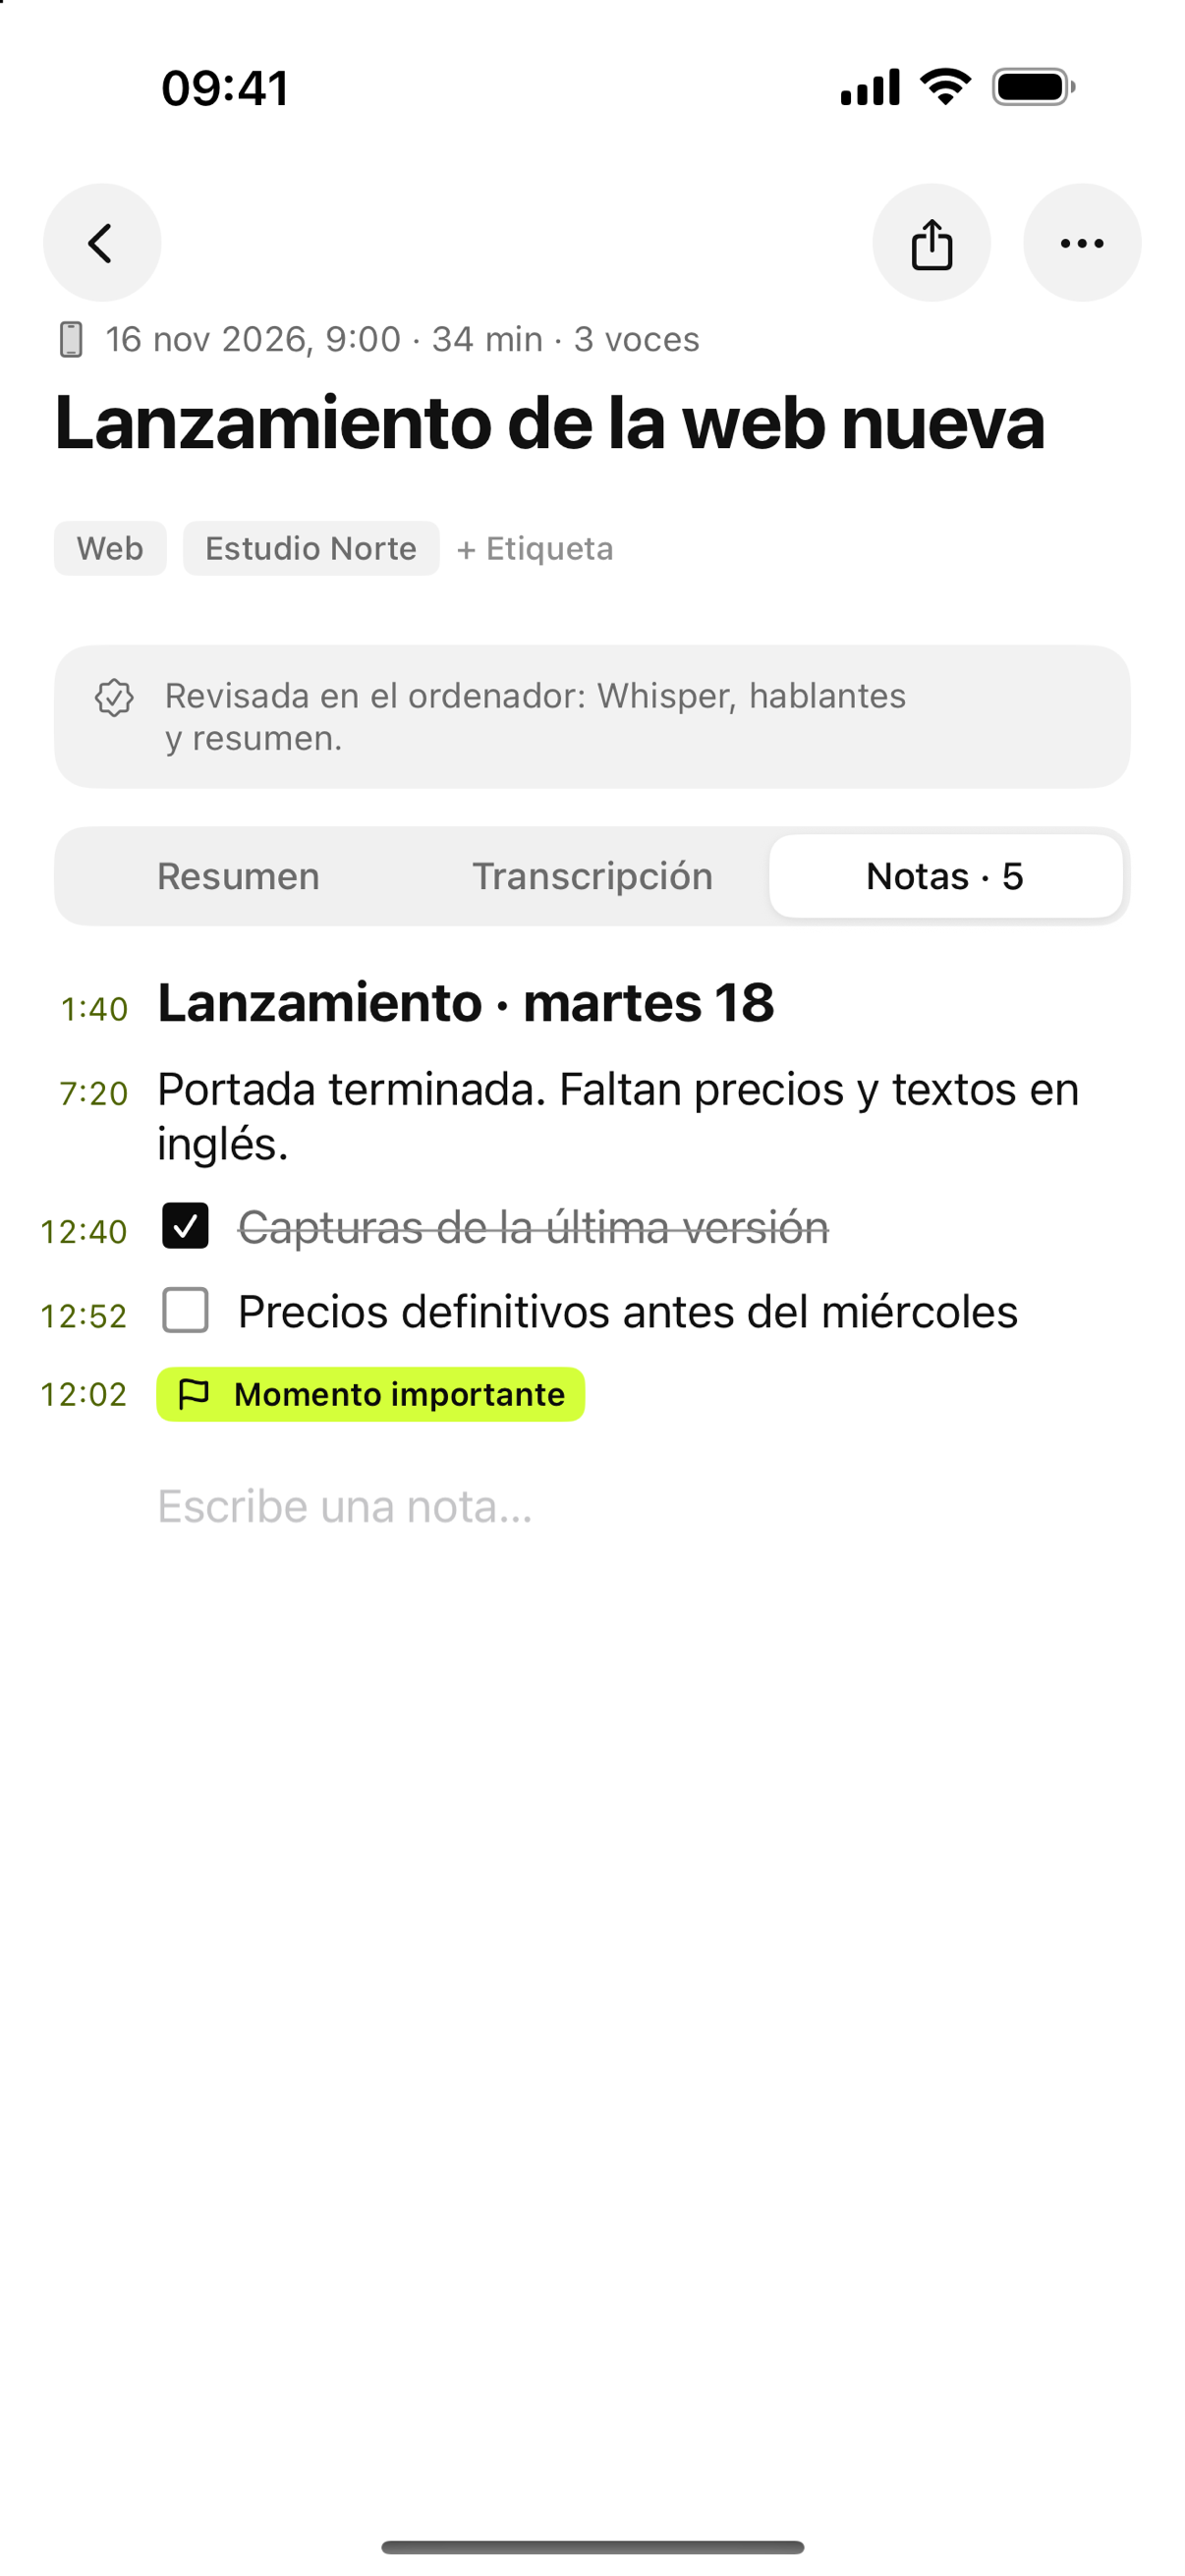 09:41
16 nov 2026, 9:00 · 34 min · 3 voces
Lanzamiento de la web nueva
Web
Estudio Norte
+ Etiqueta
Revisada en el ordenador: Whisper, hablantes
y resumen.
Resumen
Transcripción
Notas · 5
1:40 Lanzamiento · martes 18
7:20 Portada terminada. Faltan precios y textos en
inglés.
12:40 Capturas de la última versión
12:52 Precios definitivos antes del miércoles
12:02 Momento importante
Escribe una nota...